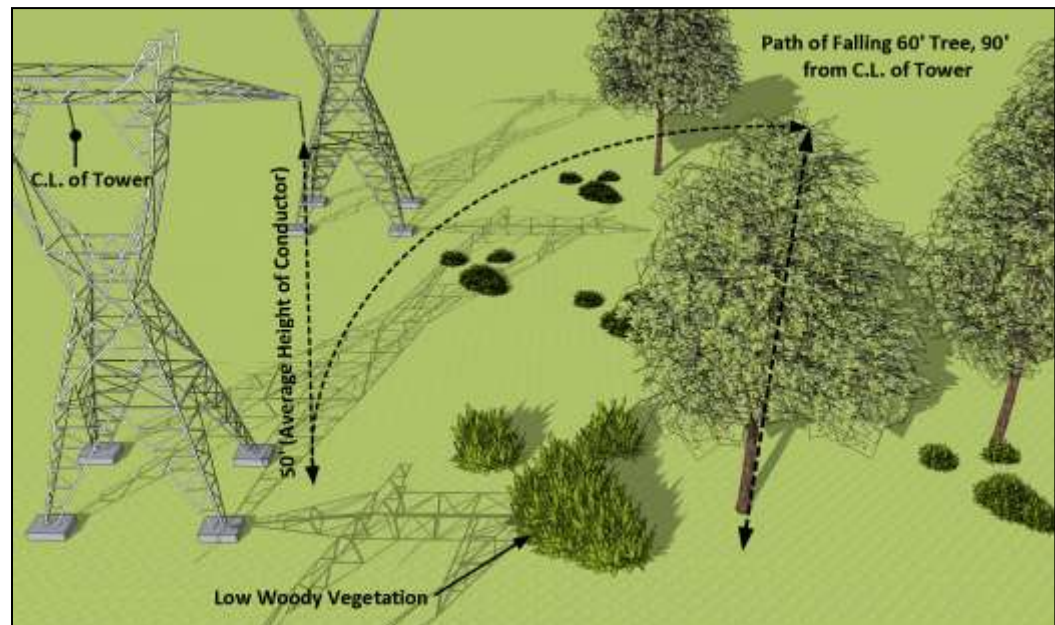 Path of Falling 60' Tree, 90'
from C.L. of Tower
C.L. of Tower
50' (Average Height of Conductor)
Low Woody Vegetation